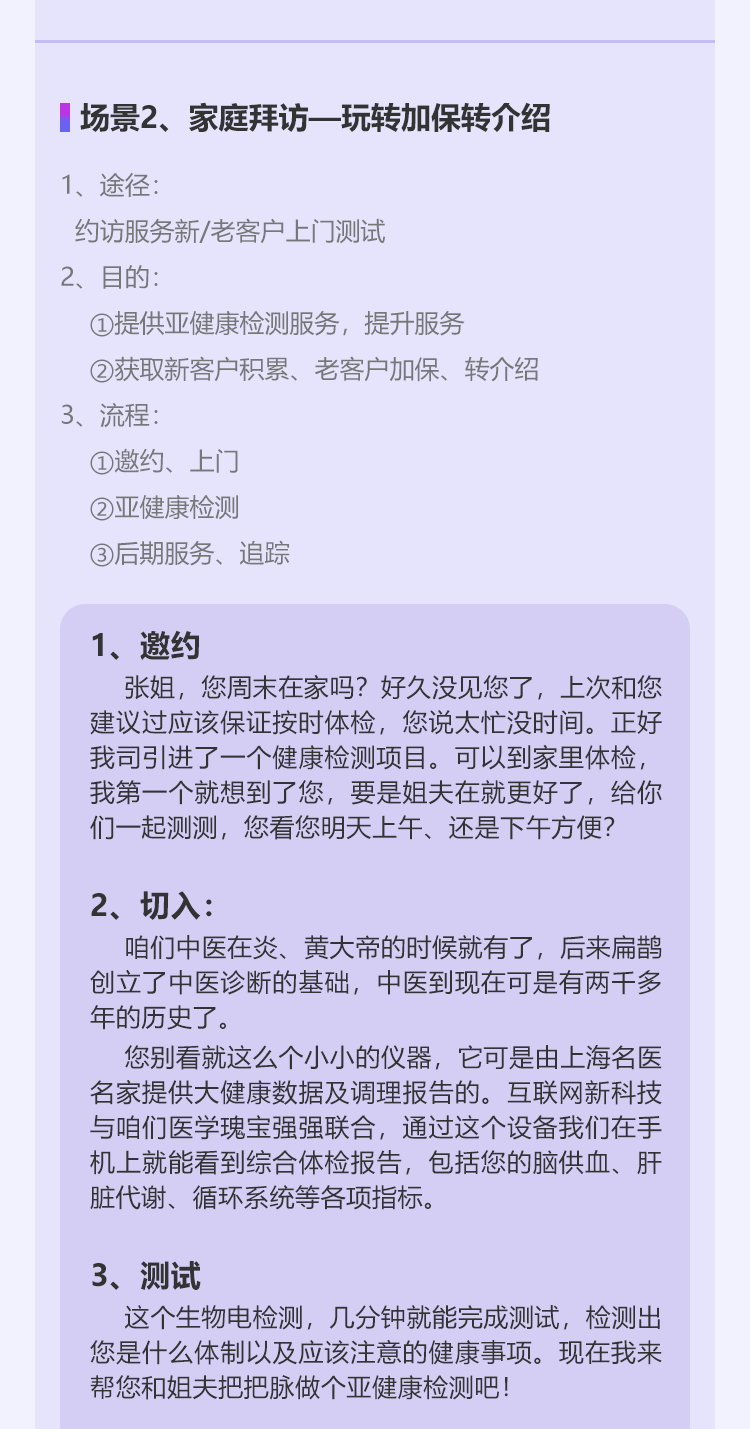 场景2、家庭拜访—玩转加保转介绍
1、途径：
约访服务新/老客户上门测试
2、目的：
①提供亚健康检测服务，提升服务
②获取新客户积累、老客户加保、转介绍
3、流程：
①邀约、上门
②亚健康检测
③后期服务、追踪
1、邀约
张姐，您周末在家吗？好久没见您了，上次和您
建议过应该保证按时体检，您说太忙没时间。正好
我司引进了一个健康检测项目。可以到家里体检，
我第一个就想到了您，要是姐夫在就更好了，给你
们一起测测，您看您明天上午、还是下午方便？
2、切入：
咱们中医在炎、黄大帝的时候就有了，后来扁鹊
创立了中医诊断的基础，中医到现在可是有两千多
年的历史了。
您别看就这么个小小的仪器，它可是由上海名医
名家提供大健康数据及调理报告的。互联网新科技
与咱们医学瑰宝强强联合，通过这个设备我们在手
机上就能看到综合体检报告，包括您的脑供血、肝
脏代谢、循环系统等各项指标。
3、测试
这个生物电检测，几分钟就能完成测试，检测出
您是什么体制以及应该注意的健康事项。现在我来
帮您和姐夫把把脉做个亚健康检测吧！